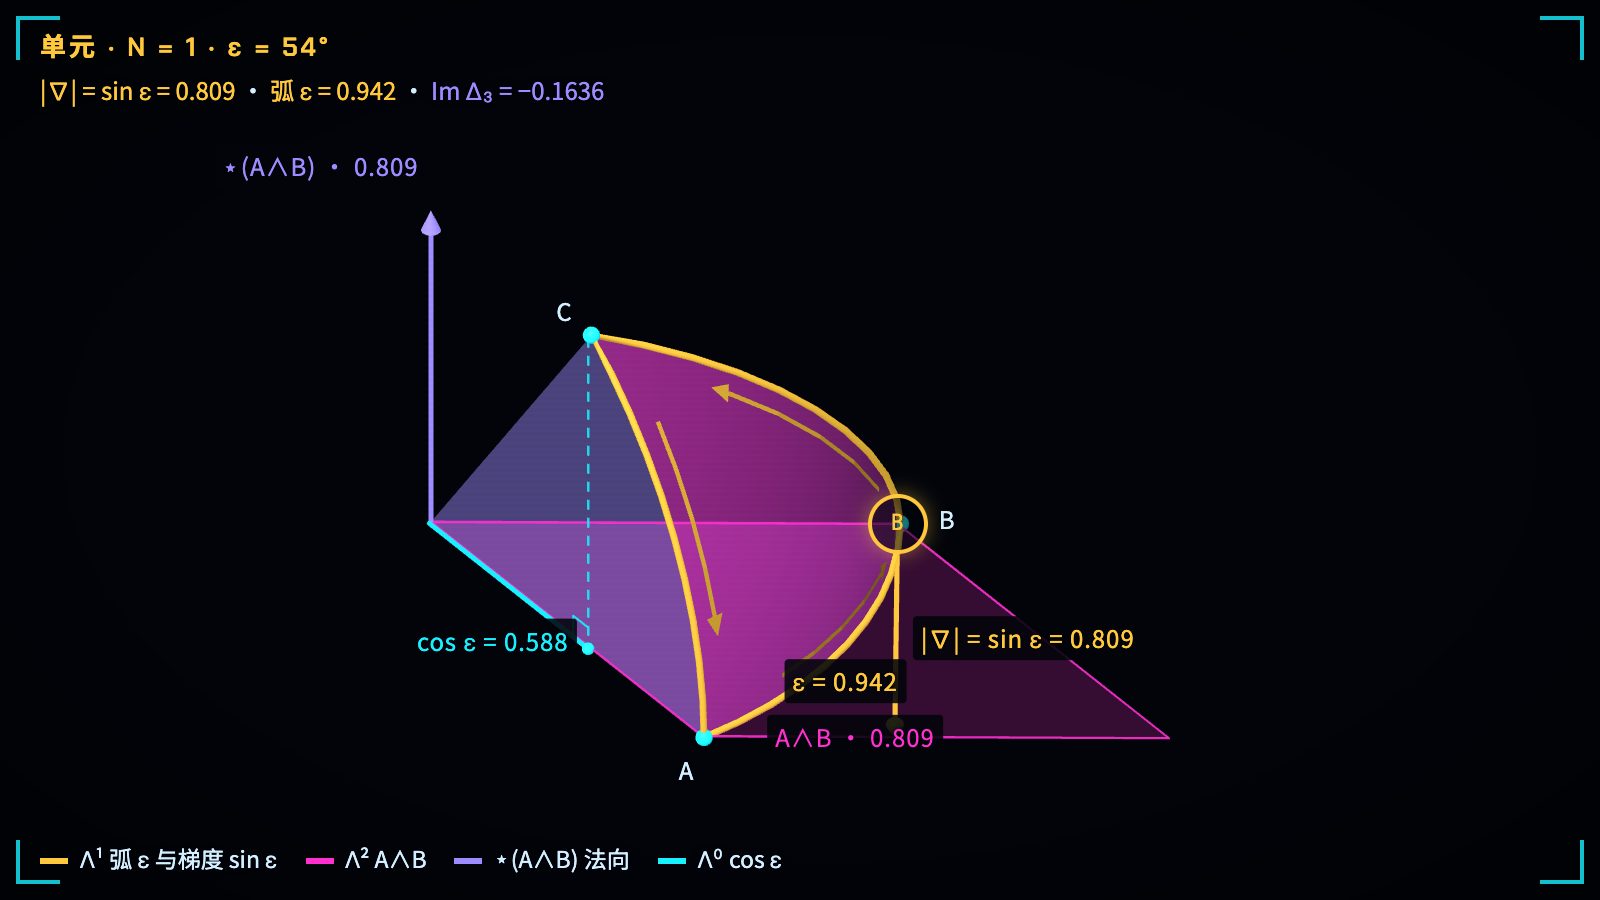 单元 · N = 1 · ε = 54°
|∇| = sin ε = 0.809 • 弧 ε = 0.942 • Im Δ₃ = −0.1636
⋆(A∧B) • 0.809
C
B B
|∇| = sin ε = 0.809
cos ε = 0.588
ε = 0.942
A∧B • 0.809
A
Λ¹ 弧 ε 与梯度 sin ε
Λ² A∧B
⋆(A∧B) 法向
Λ⁰ cos ε